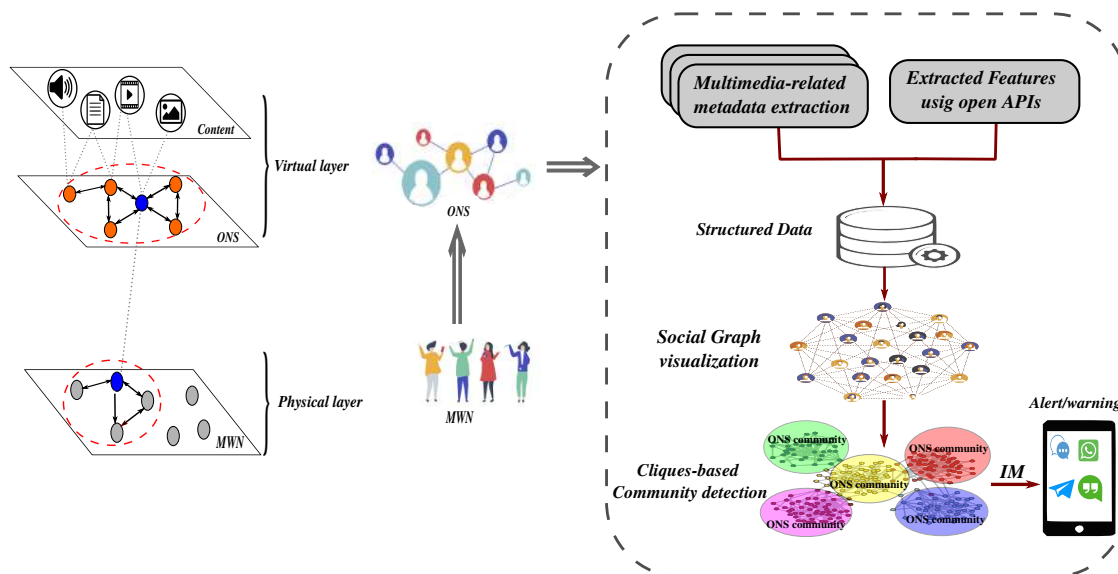 Content
Virtual layer
ONS
Physical layer
MWN
ONS
MWN
Multimedia-related
metadata extraction
Extracted Features
usig open APIs
Structured Data
Social Graph
visualization
Cliques-based
Community detection
ONS community
ONS community
ONS community
ONS community
ONS community
IM
Alert/warning